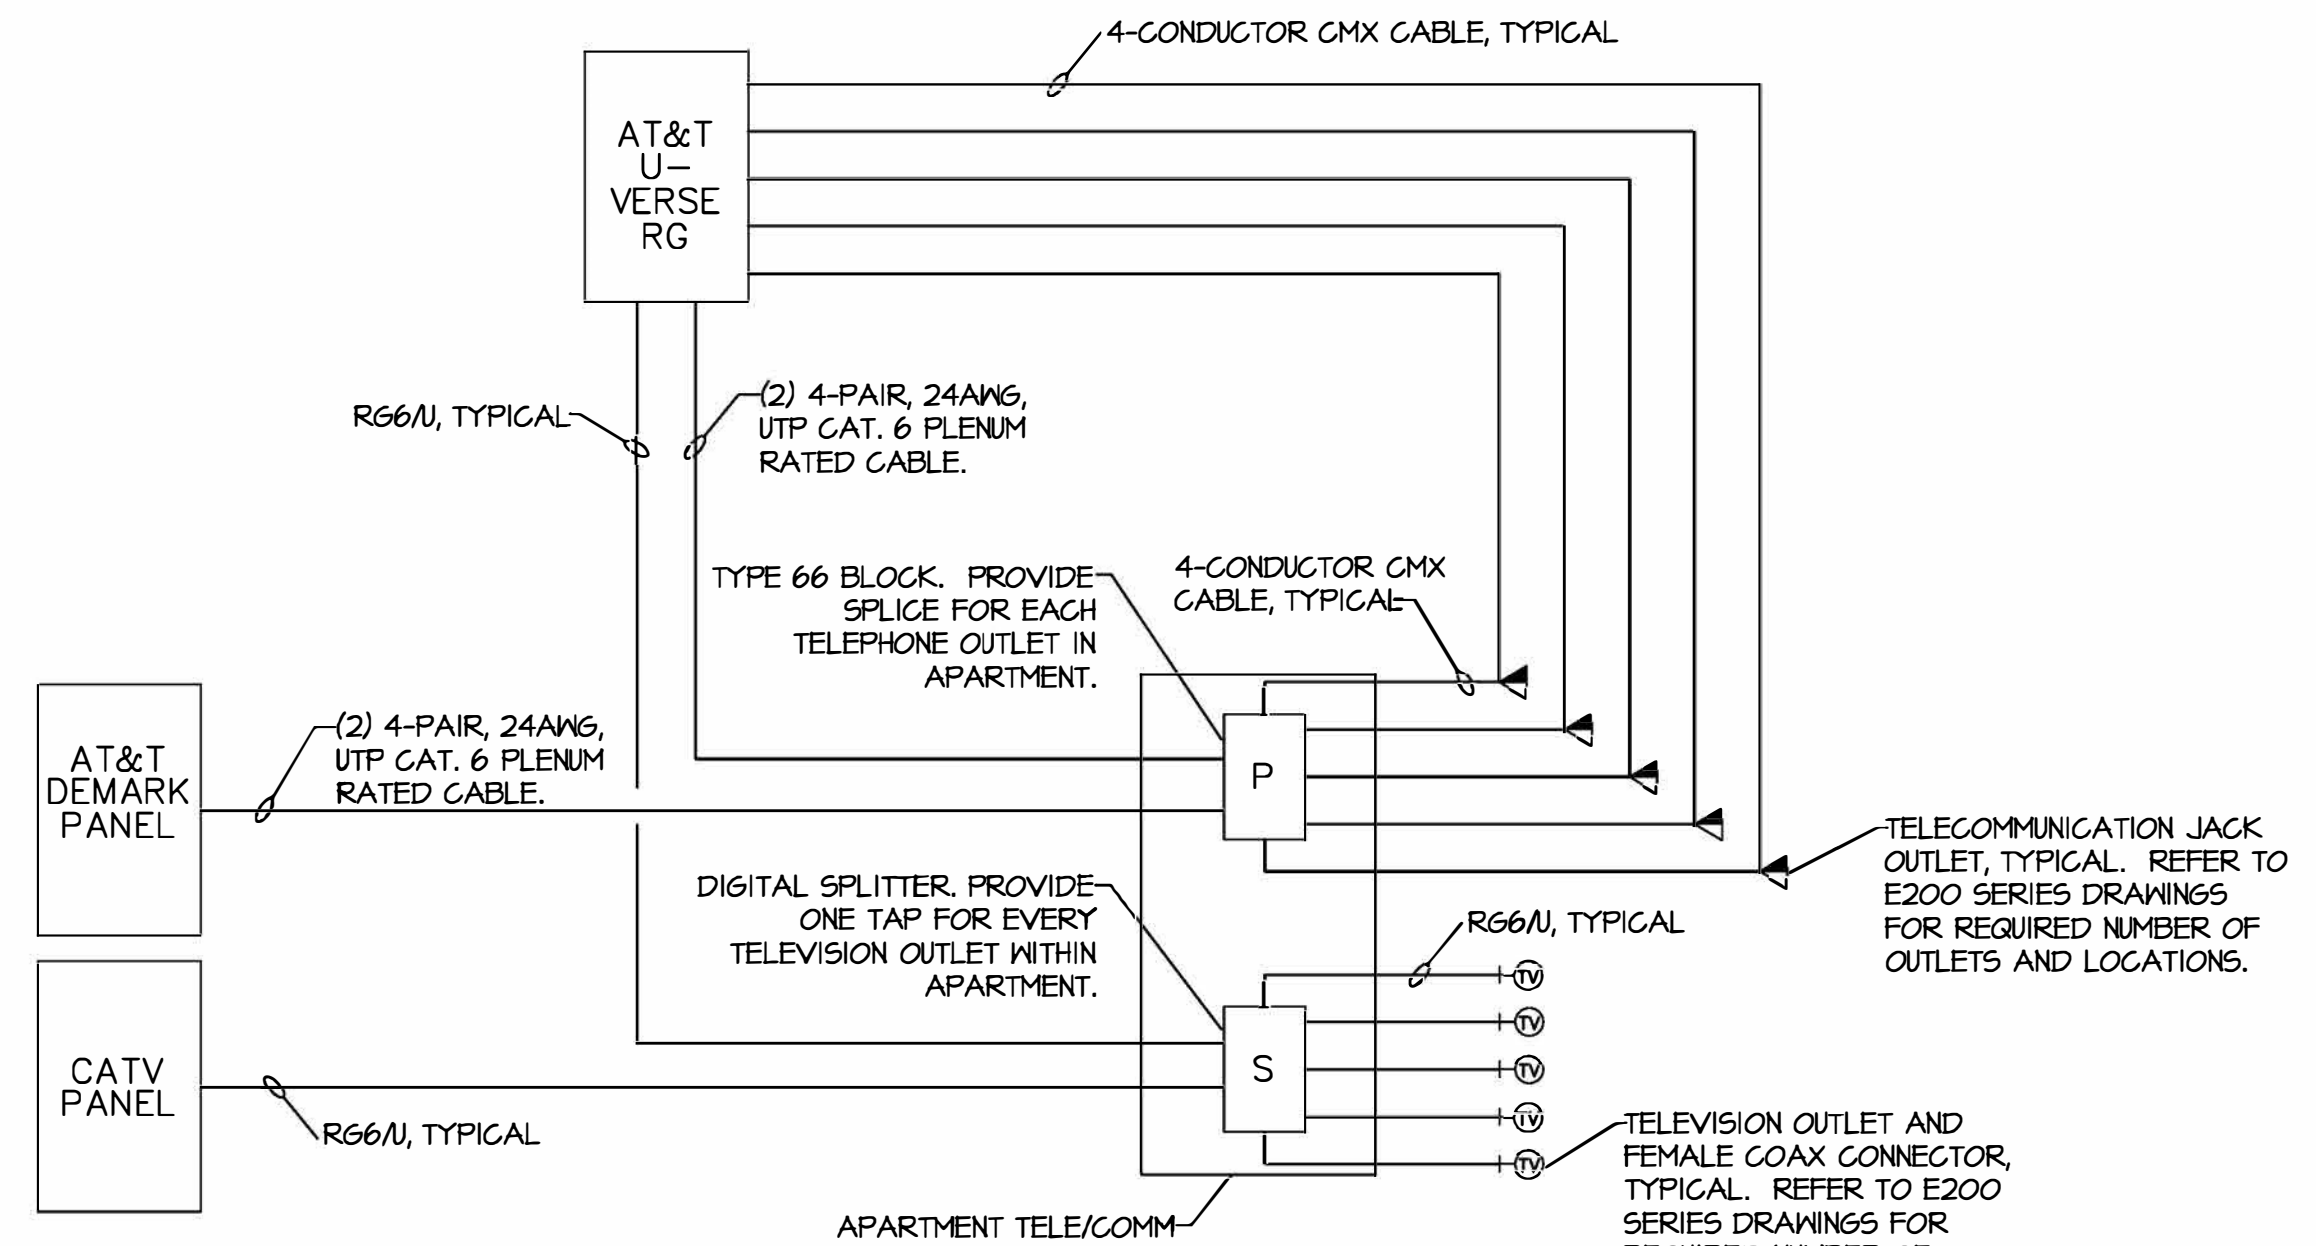 4-CONDUCTOR CMX CABLE, TYPICAL
AT&T
U-
VERSE
RG
RG6/U, TYPICAL
(2) 4-PAIR, 24AWG,
UTP CAT. 6 PLENUM
RATED CABLE.
TYPE 66 BLOCK. PROVIDE
SPLICE FOR EACH
TELEPHONE OUTLET IN
APARTMENT.
4-CONDUCTOR CMX
CABLE, TYPICAL
AT&T
DEMARK
PANEL
(2) 4-PAIR, 24AWG,
UTP CAT. 6 PLENUM
RATED CABLE.
P
TELECOMMUNICATION JACK
OUTLET, TYPICAL. REFER TO
E200 SERIES DRAWINGS
FOR REQUIRED NUMBER OF
OUTLETS AND LOCATIONS.
DIGITAL SPLITTER. PROVIDE
ONE TAP FOR EVERY
TELEVISION OUTLET WITHIN
APARTMENT.
RG6/U, TYPICAL
TV
TV
TV
TV
TV
S
CATV
PANEL
RG6/U, TYPICAL
TELEVISION OUTLET AND
FEMALE COAX CONNECTOR,
TYPICAL. REFER TO E200
SERIES DRAWINGS FOR
APARTMENT TELE/COMM